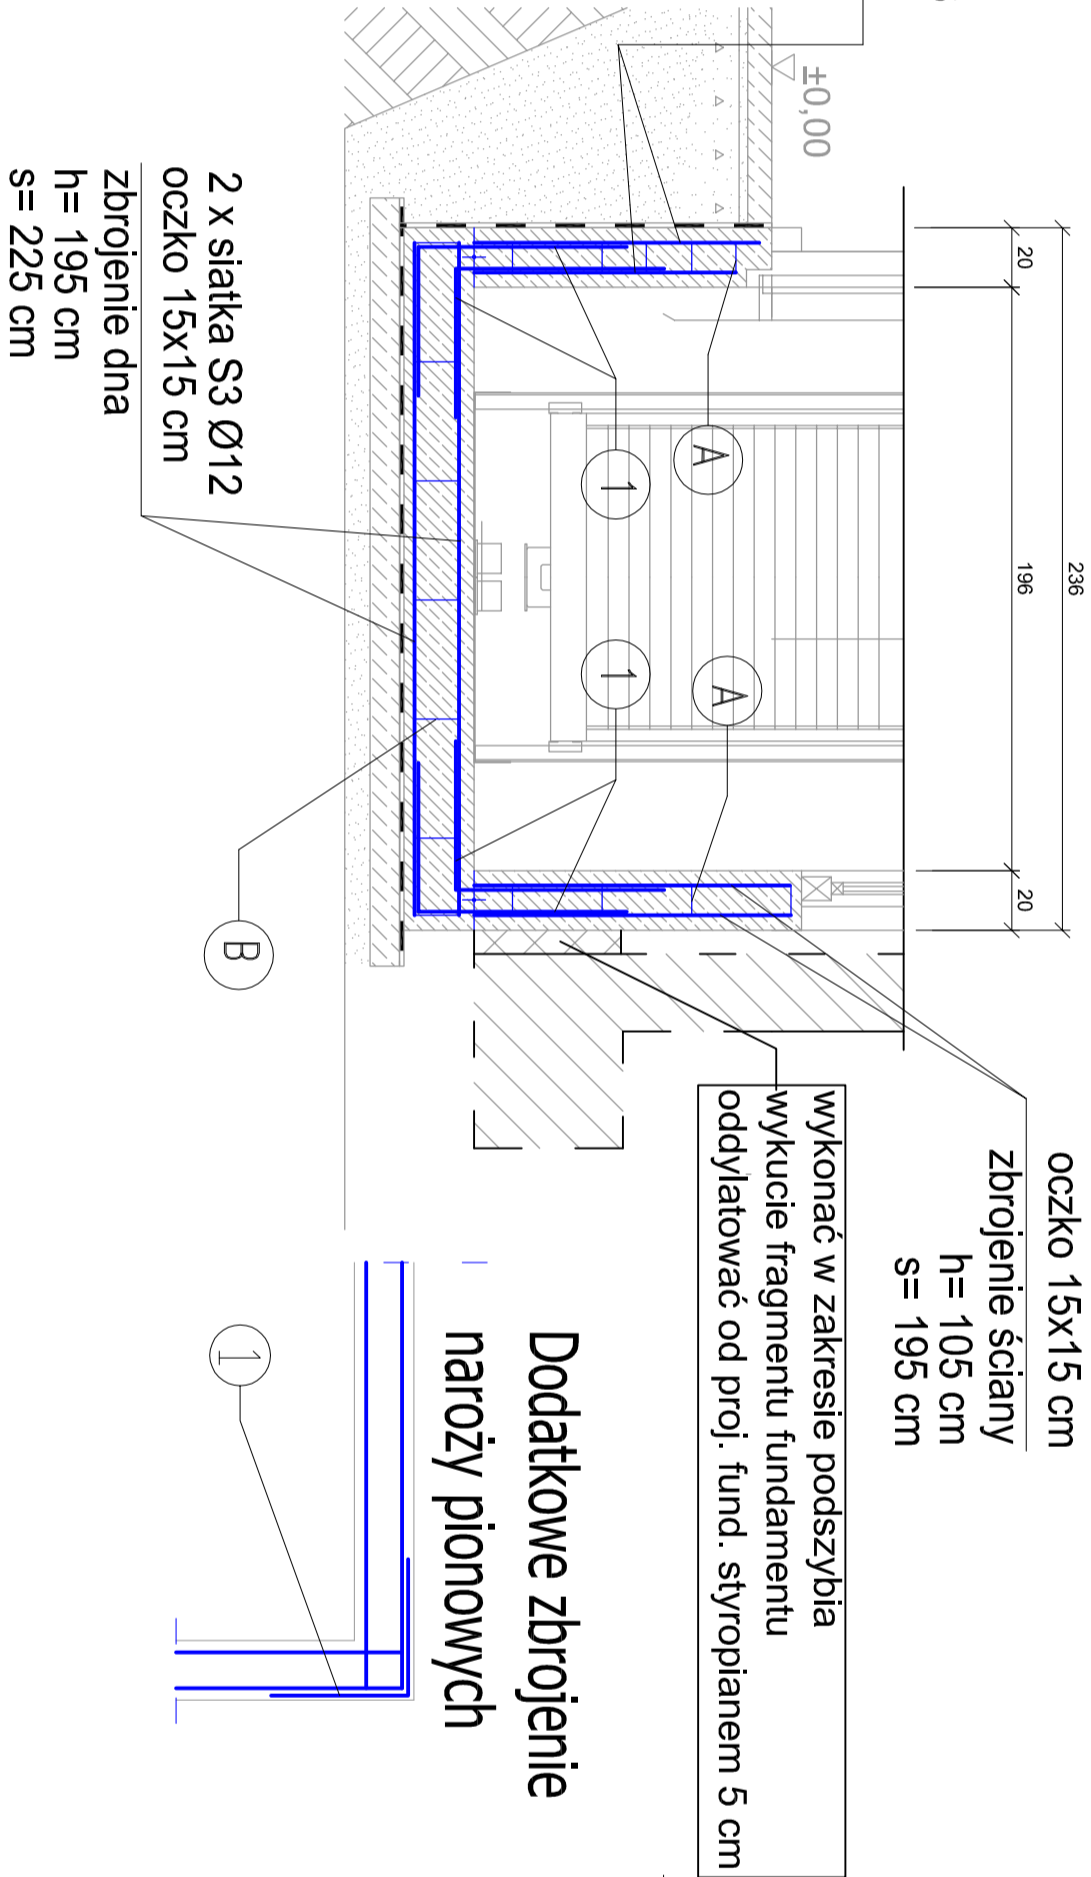 ±0,00
20
196
20
236
A
1
1
A
B
2 x siatka S3 Ø12
oczko 15x15 cm
zbrojenie dna
h= 195 cm
s= 225 cm
oczko 15x15 cm
zbrojenie ściany
h= 105 cm
s= 195 cm
wykonać w zakresie podszybia
wykucie fragmentu fundamentu
oddylatować od proj. fund. styropianem 5 cm
Dodatkowe zbrojenie
naroży pionowych
1